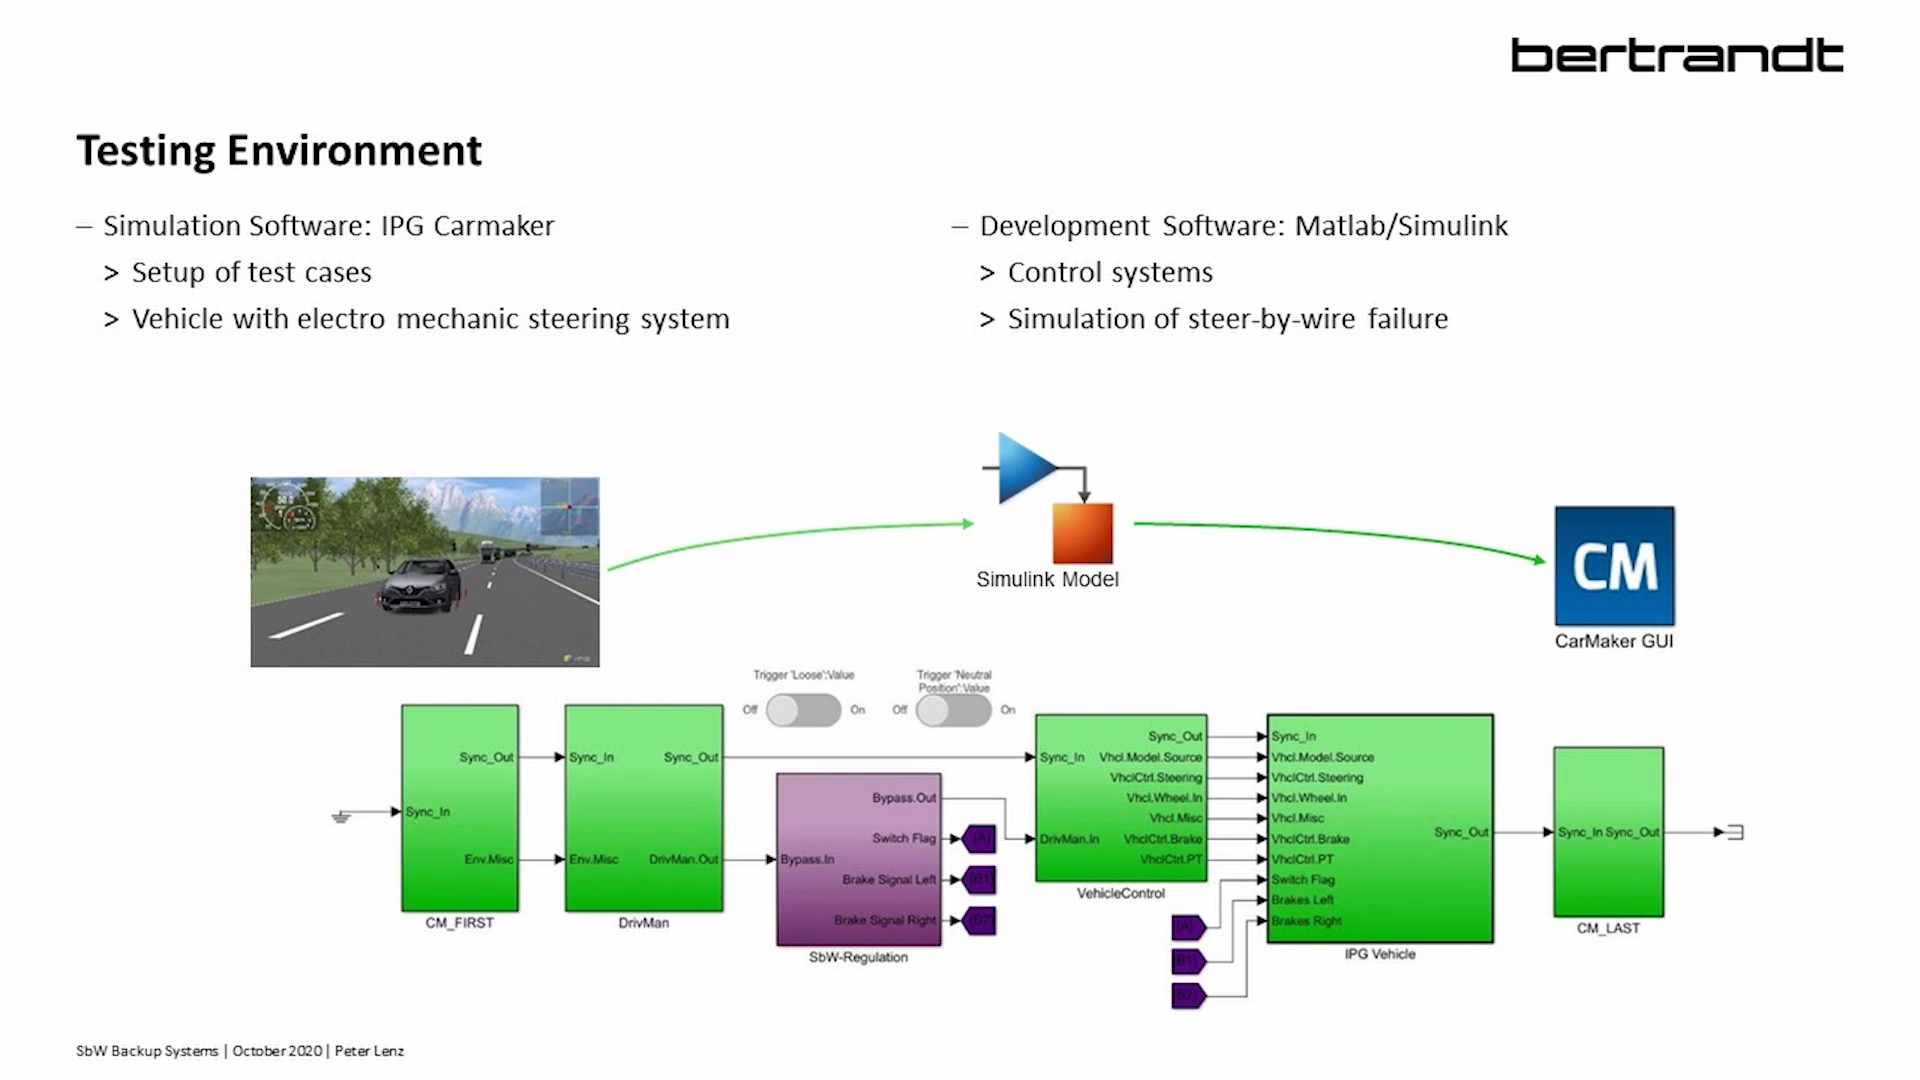 bertrandt
Testing Environment
– Simulation Software: IPG Carmaker
> Setup of test cases
> Vehicle with electro mechanic steering system
– Development Software: Matlab/Simulink
> Control systems
> Simulation of steer-by-wire failure
Simulink Model
CM
CarMaker GUI
Trigger 'Loose':Value
Off
On
Trigger 'Neutral
Position':Value
Off
On
Sync_Out
Sync_In
Env.Misc
CM_FIRST
Sync_In
Sync_Out
Env.Misc
DrivMan.Out
DrivMan
Bypass.Out
Switch Flag
Bypass.In
Brake Signal Left
Brake Signal Right
SbW-Regulation
[A]
[B1]
[B2]
Sync_Out
Sync_In
Vhcl.Model.Source
VhclCtrl.Steering
Vhcl.Wheel.In
Vhcl.Misc
DrivMan.In
VhclCtrl.Brake
VhclCtrl.PT
VehicleControl
[A]
[B1]
[B2]
Sync_In
Vhcl.Model.Source
VhclCtrl.Steering
Vhcl.Wheel.In
Vhcl.Misc
Sync_Out
VhclCtrl.Brake
VhclCtrl.PT
Switch Flag
Brakes Left
Brakes Right
IPG Vehicle
Sync_In Sync_Out
CM_LAST
SbW Backup Systems | October 2020 | Peter Lenz